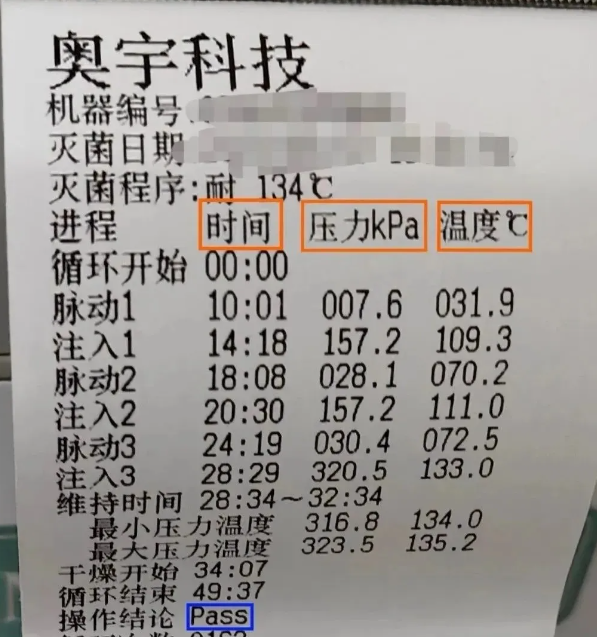 奥宇科技
机器编号:
灭菌日期
灭菌程序:耐 134℃
进程 时间 压力kPa 温度℃
循环开始 00:00
脉动1 10:01 007.6 031.9
注入1 14:18 157.2 109.3
脉动2 18:08 028.1 070.2
注入2 20:30 157.2 111.0
脉动3 24:19 030.4 072.5
注入3 28:29 320.5 133.0
维持时间 28:34~32:34
最小压力温度 316.8 134.0
最大压力温度 323.5 135.2
干燥开始 34:07
循环结束 49:37
操作结论 Pass